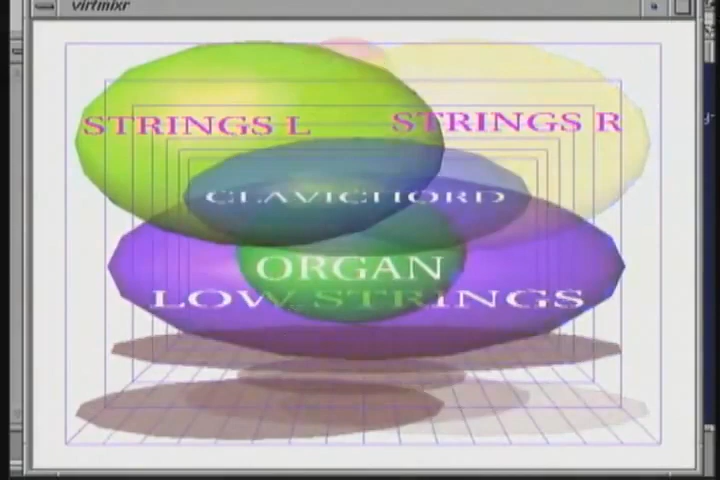 virtmixr
STRINGS L
STRINGS R
CLAVICHORD
ORGAN
LOW STRINGS